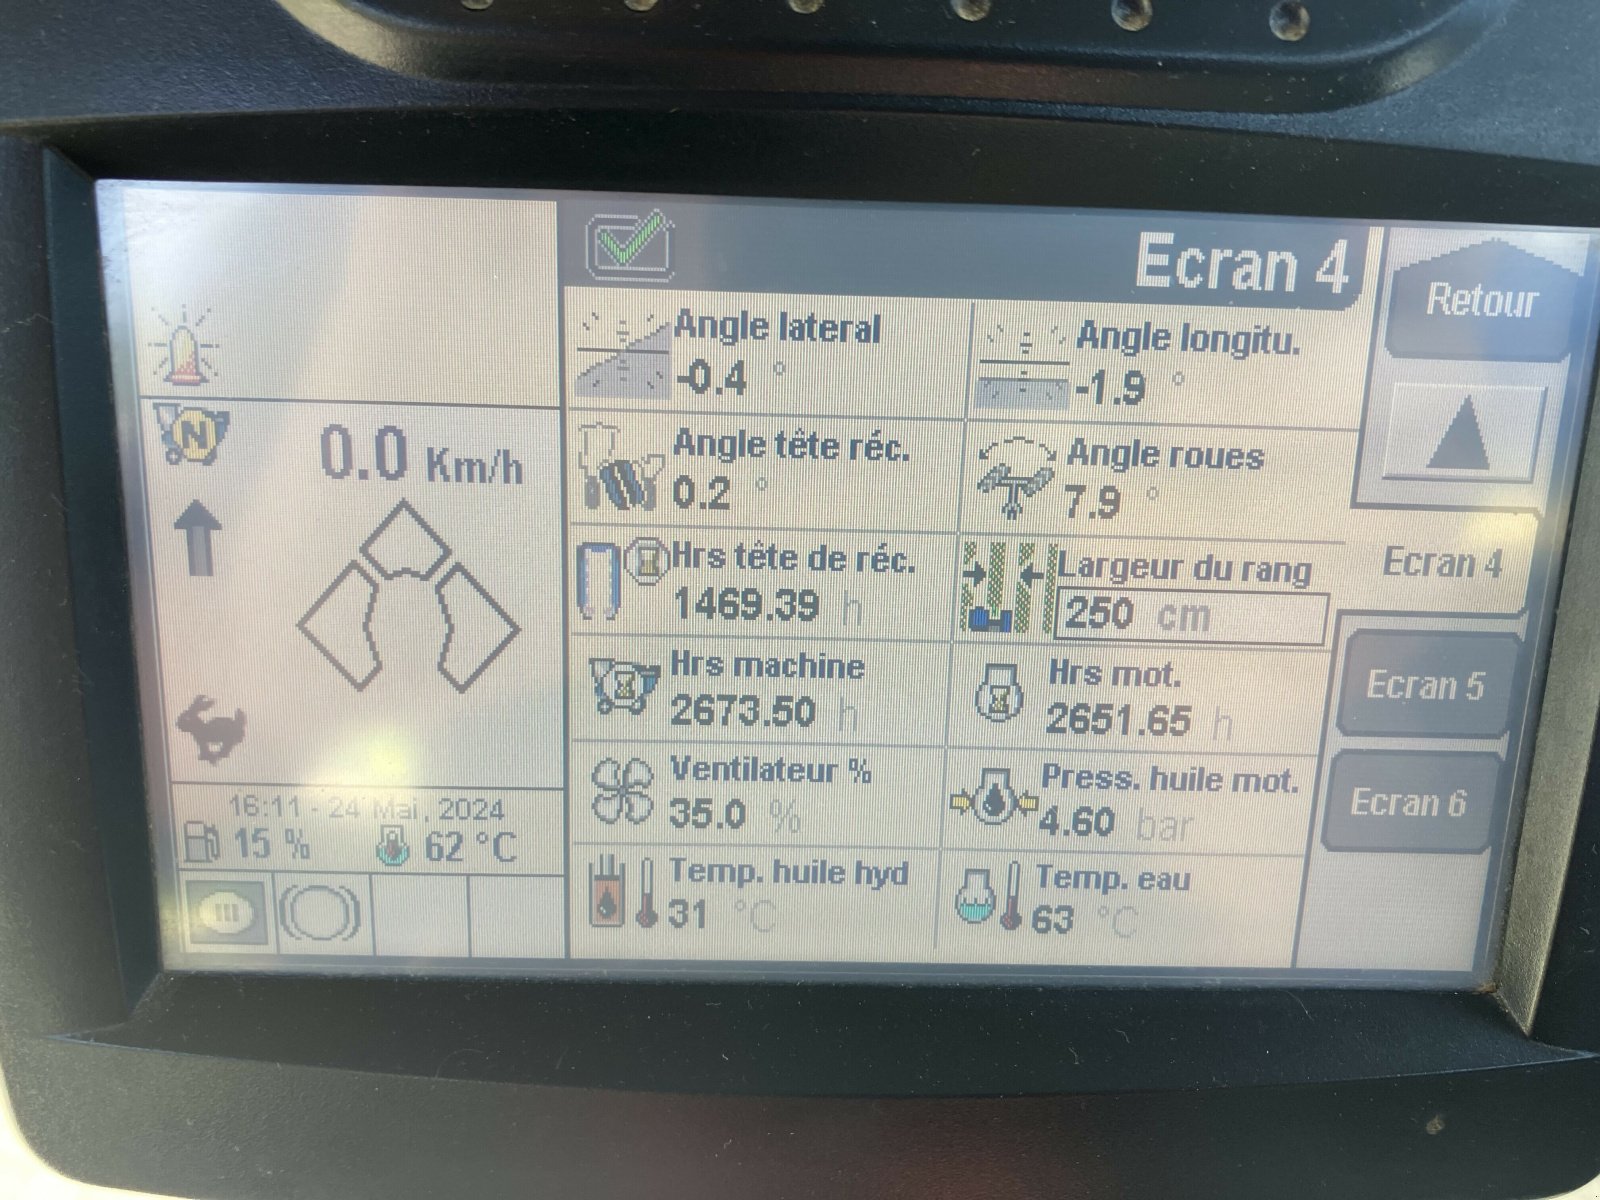 Ecran 4
Retour
Angle lateral
-0.4 °
Angle longitu.
-1.9 °
N
0.0 Km/h
Angle tête réc.
0.2 °
Angle roues
7.9 °
Ecran 4
Hrs tête de réc.
1469.39 h
Largeur du rang
250 cm
Hrs machine
2673.50 h
Hrs mot.
2651.65 h
Ecran 5
Ventilateur %
35.0 %
Press. huile mot.
4.60 bar
Ecran 6
16:11 - 24 Mai, 2024
15 %
62 °C
Temp. huile hyd
31 °C
Temp. eau
63 °C